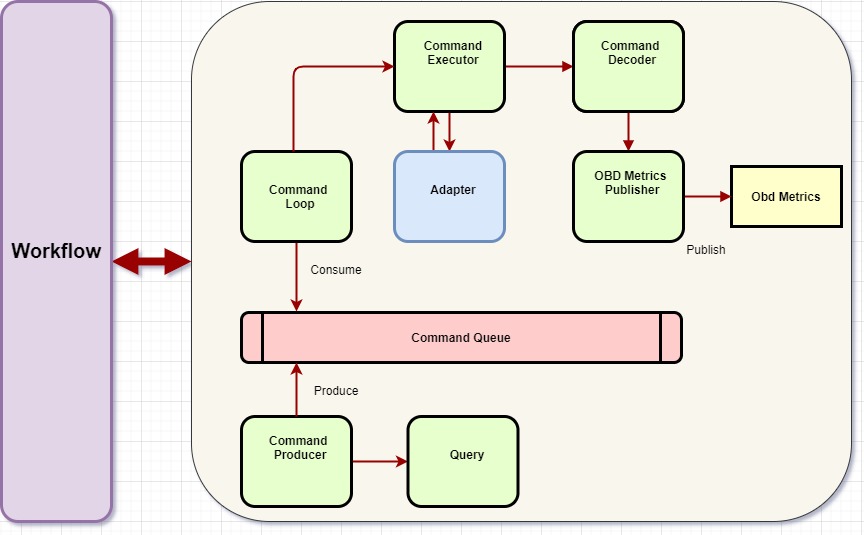 Workflow
Command
Executor
Command
Decoder
Command
Loop
Adapter
OBD Metrics
Publisher
Obd Metrics
Publish
Consume
Command Queue
Produce
Command
Producer
Query